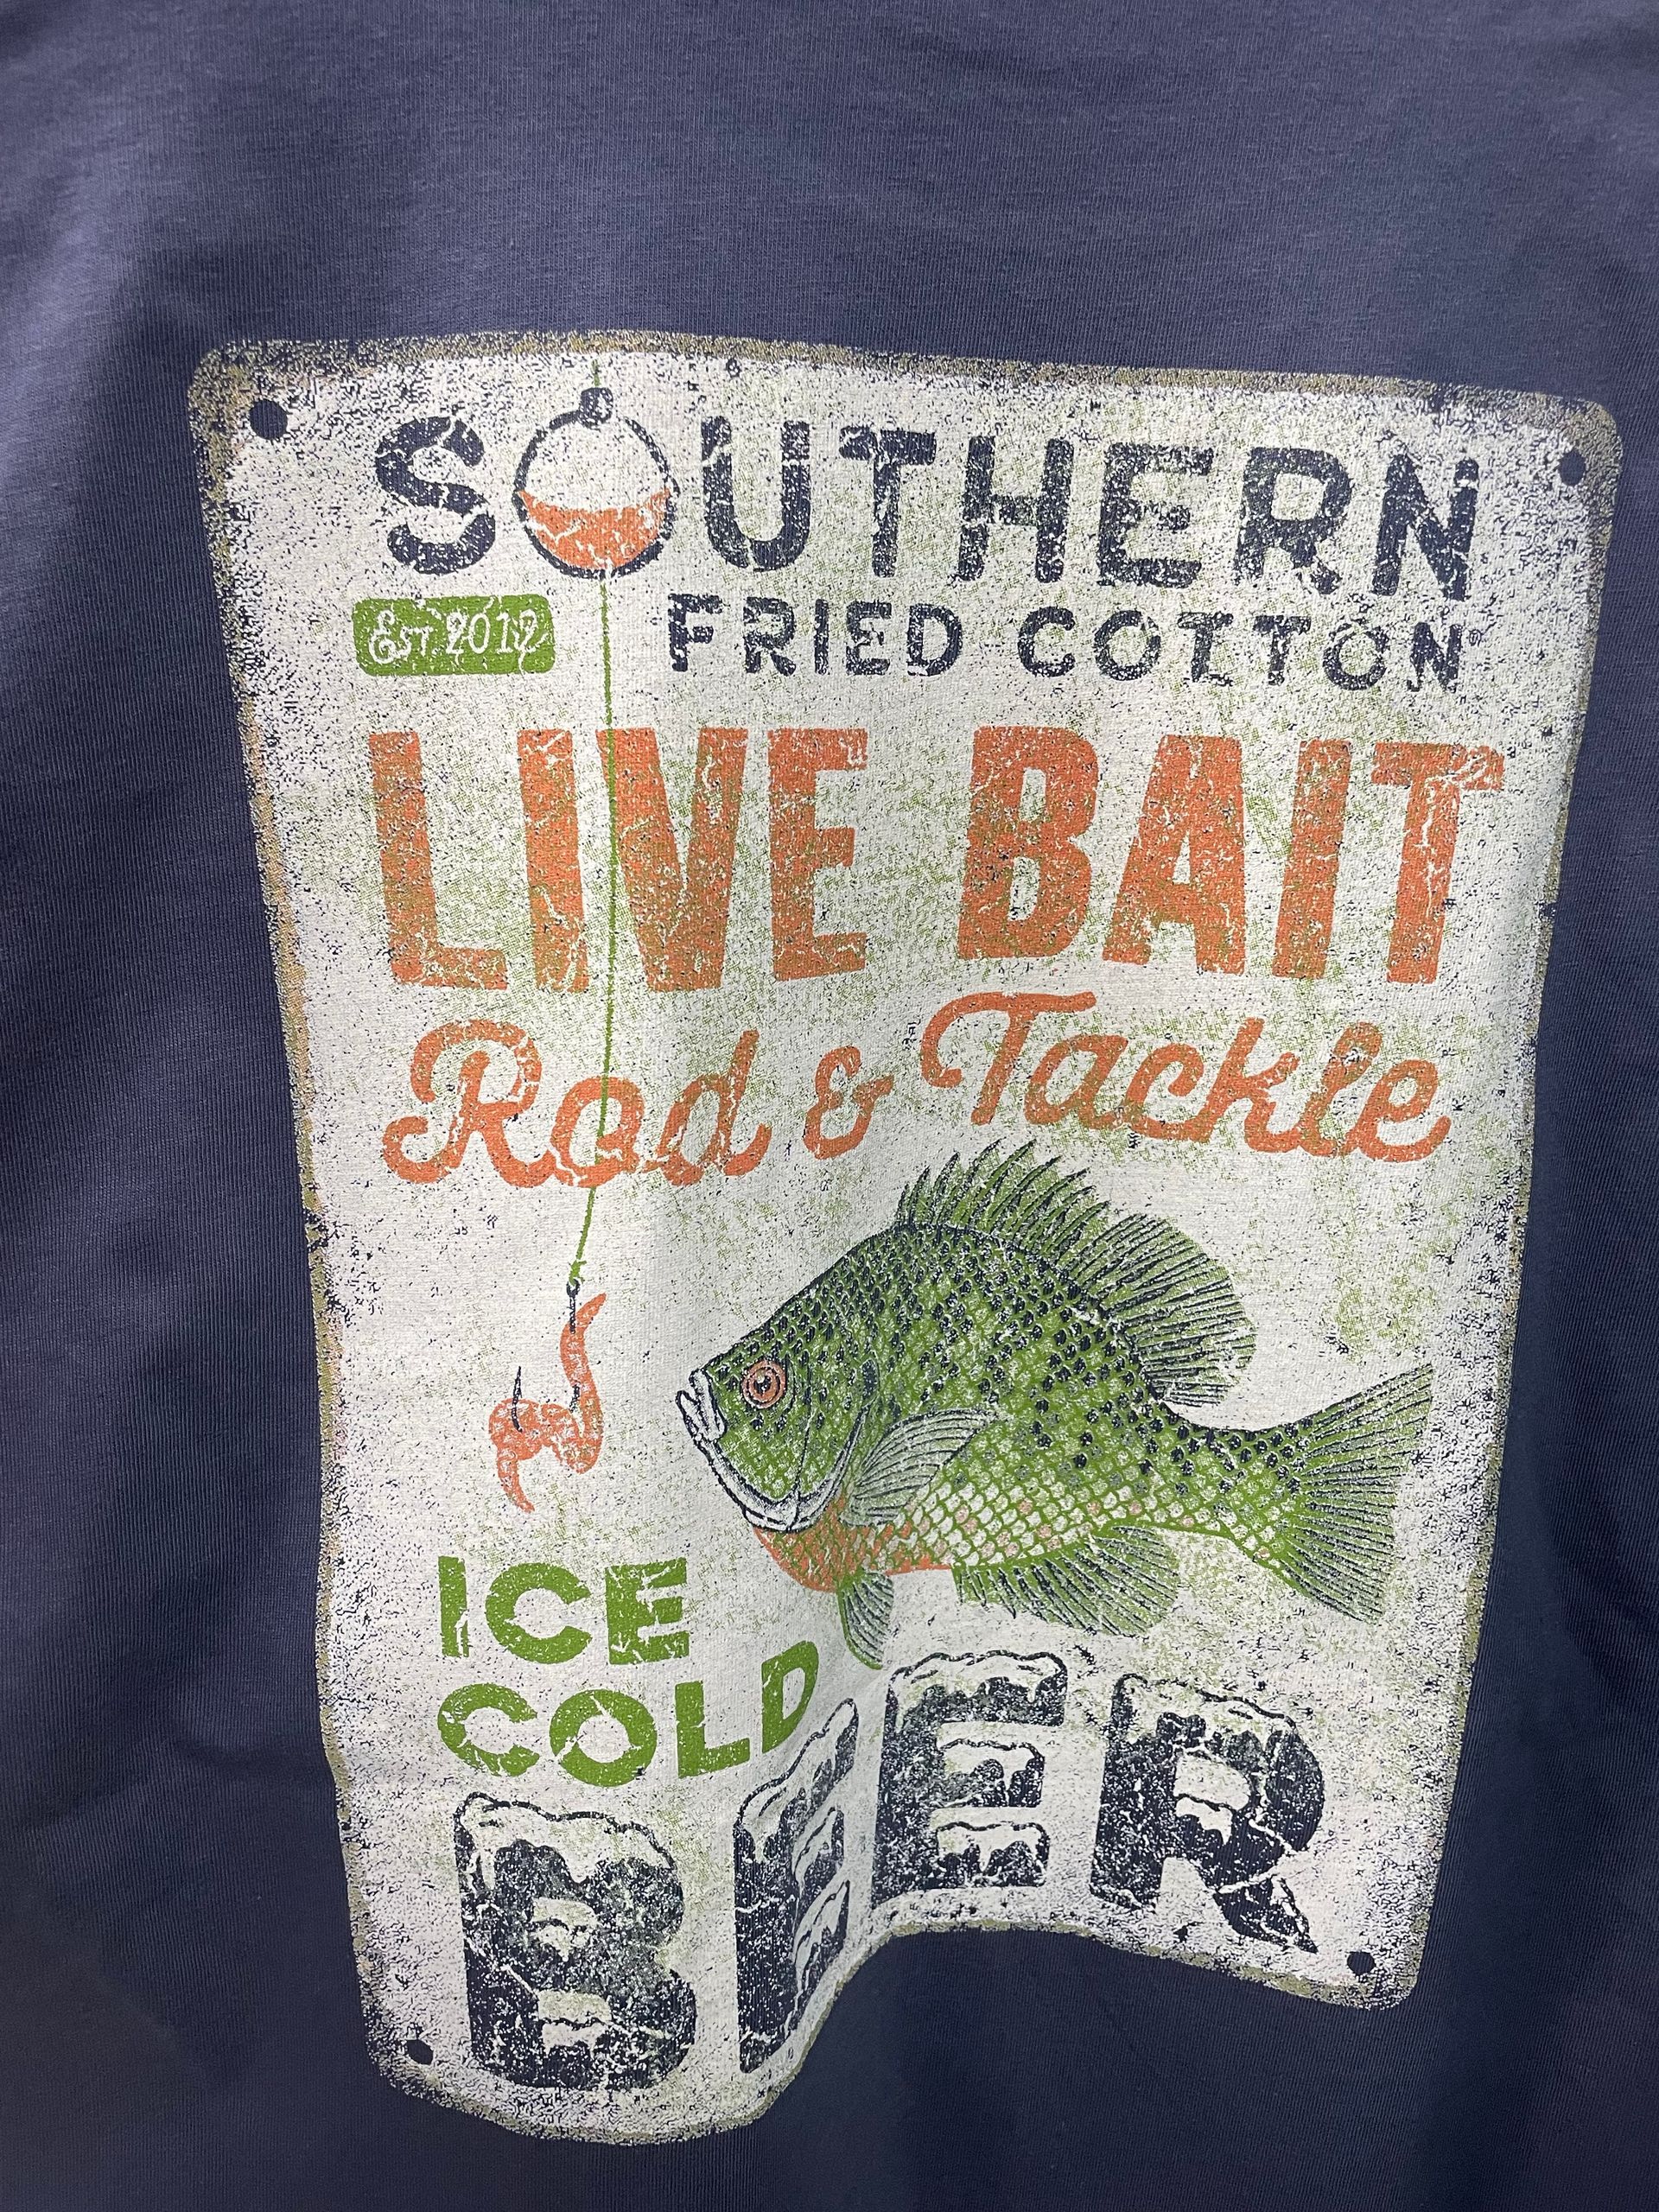 SOUTHERN
EST. 2012
FRIED COTTON®
LIVE BAIT
Rod & Tackle
ICE
COLD
BEER